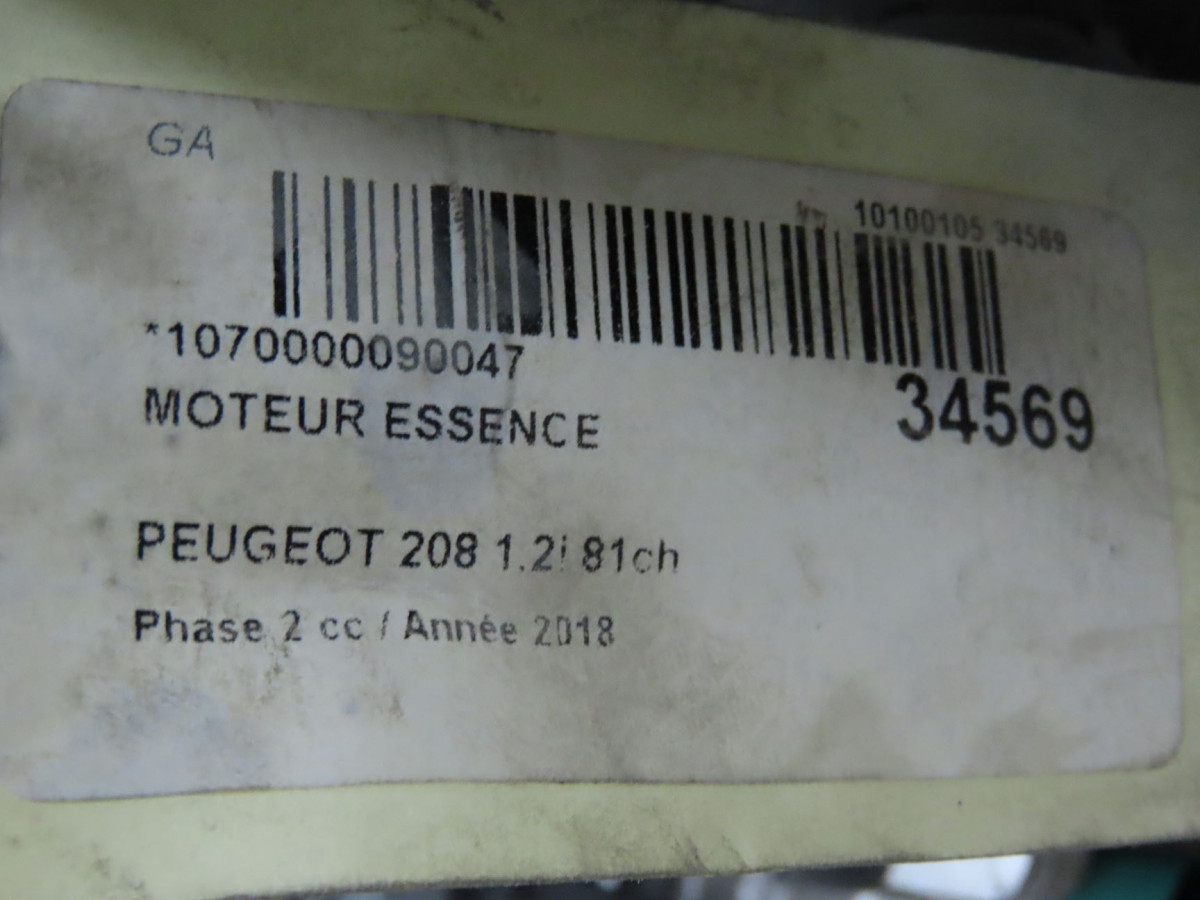 GA
10100105 34569
*1070000090047
34569
MOTEUR ESSENCE
PEUGEOT 208 1.2i 81ch
Phase 2 cc / Année 2018